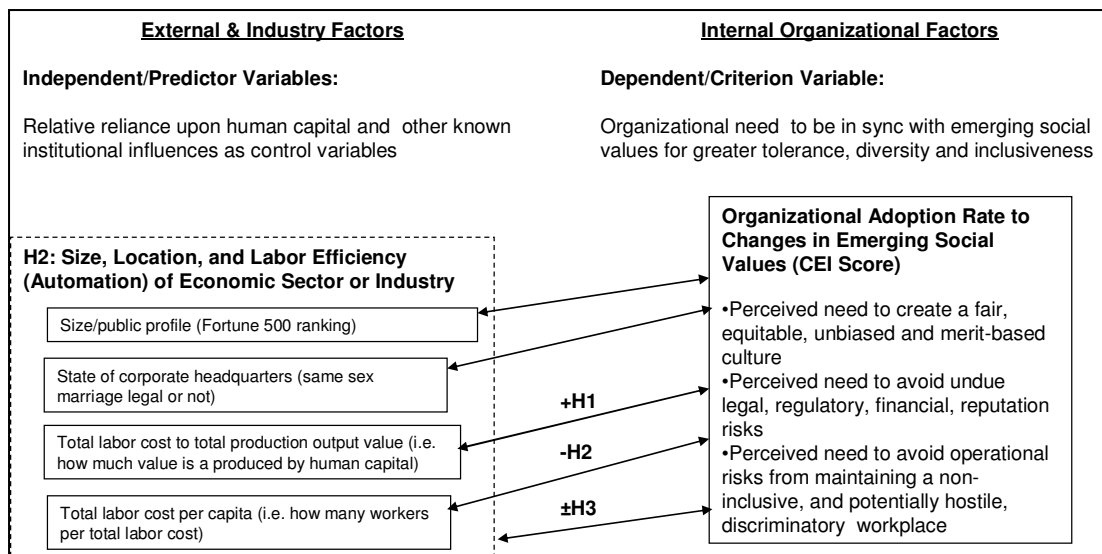 External & Industry Factors
Independent/Predictor Variables:
Relative reliance upon human capital and other known
institutional influences as control variables
H2: Size, Location, and Labor Efficiency
(Automation) of Economic Sector or Industry
Size/public profile (Fortune 500 ranking)
State of corporate headquarters (same sex
marriage legal or not)
Total labor cost to total production output value (i.e.
how much value is a produced by human capital)
Total labor cost per capita (i.e. how many workers
per total labor cost)
+H1
-H2
±H3
Internal Organizational Factors
Dependent/Criterion Variable:
Organizational need to be in sync with emerging social
values for greater tolerance, diversity and inclusiveness
Organizational Adoption Rate to
Changes in Emerging Social
Values (CEI Score)
•Perceived need to create a fair,
equitable, unbiased and merit-based
culture
•Perceived need to avoid undue
legal, regulatory, financial, reputation
risks
•Perceived need to avoid operational
risks from maintaining a non-
inclusive, and potentially hostile,
discriminatory workplace